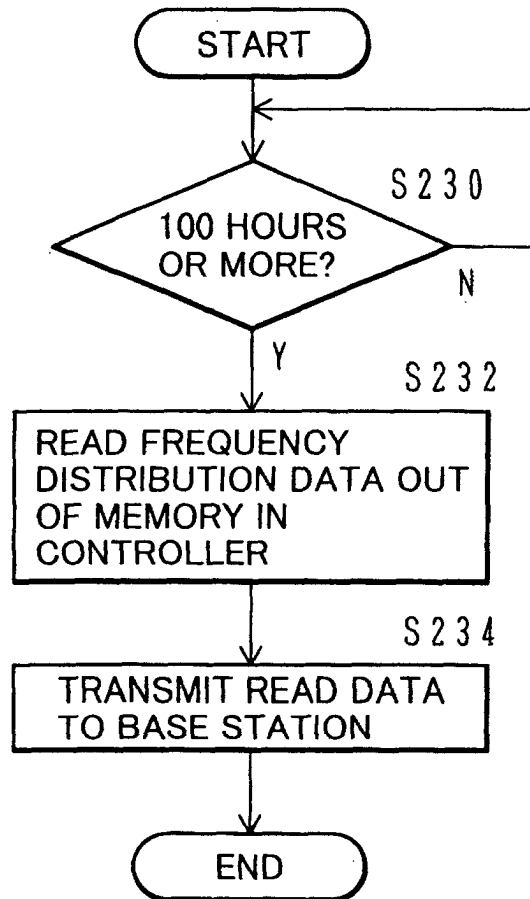 START
S230
100 HOURS
OR MORE?
N
Y
S232
READ FREQUENCY
DISTRIBUTION DATA OUT
OF MEMORY IN
CONTROLLER
S234
TRANSMIT READ DATA
TO BASE STATION
END